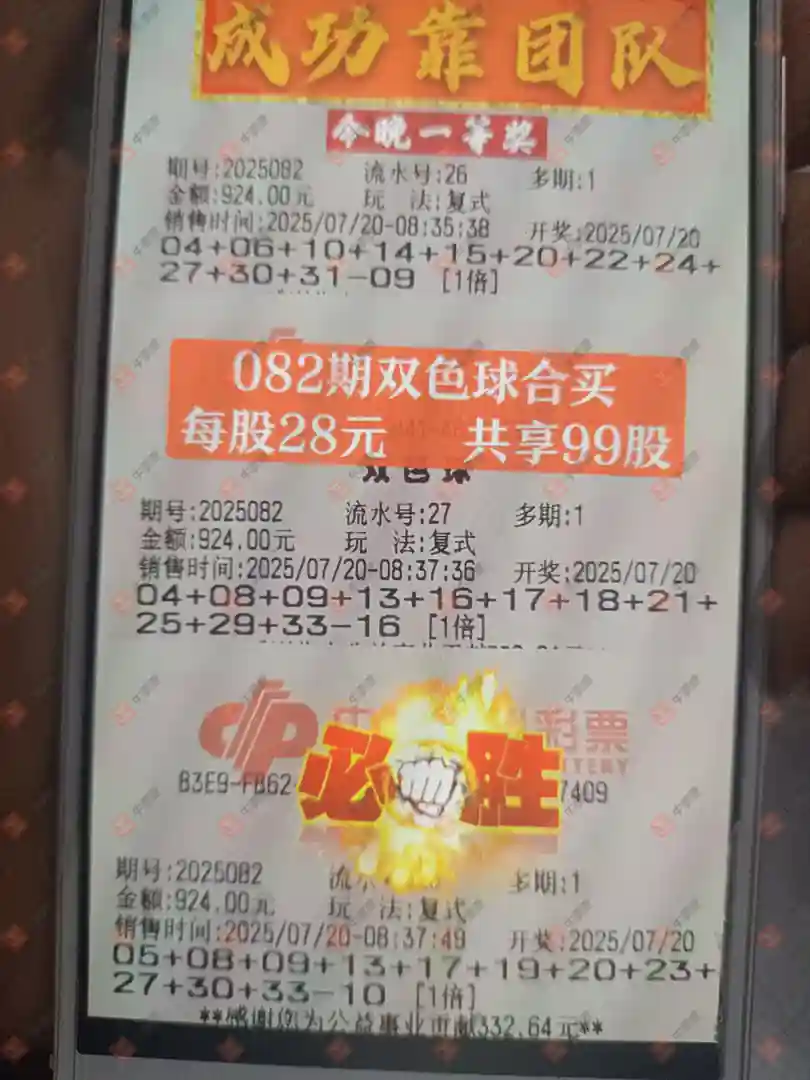 成功靠团队
今晚一等奖
期号:2025082 流水号:26 多期:1
金额:924.00元 玩 法:复式
销售时间:2025/07/20-08:35:38 开奖:2025/07/20
04+06+10+14+15+20+22+24+
27+30+31-09 [1倍]
082期双色球合买
每股28元 共享99股
双色球
期号:2025082 流水号:27 多期:1
金额:924.00元 玩 法:复式
销售时间:2025/07/20-08:37:36 开奖:2025/07/20
04+08+09+13+16+17+18+21+
25+29+33-16 [1倍]
彩票
必胜
83E9-FB62 7409
期号:2025082 多期:1
金额:924.00元 玩 法:复式
销售时间:2025/07/20-08:37:49 开奖:2025/07/20
05+08+09+13+17+19+20+23+
27+30+33-10 [1倍]
**感谢您为公益事业贡献332.64元**